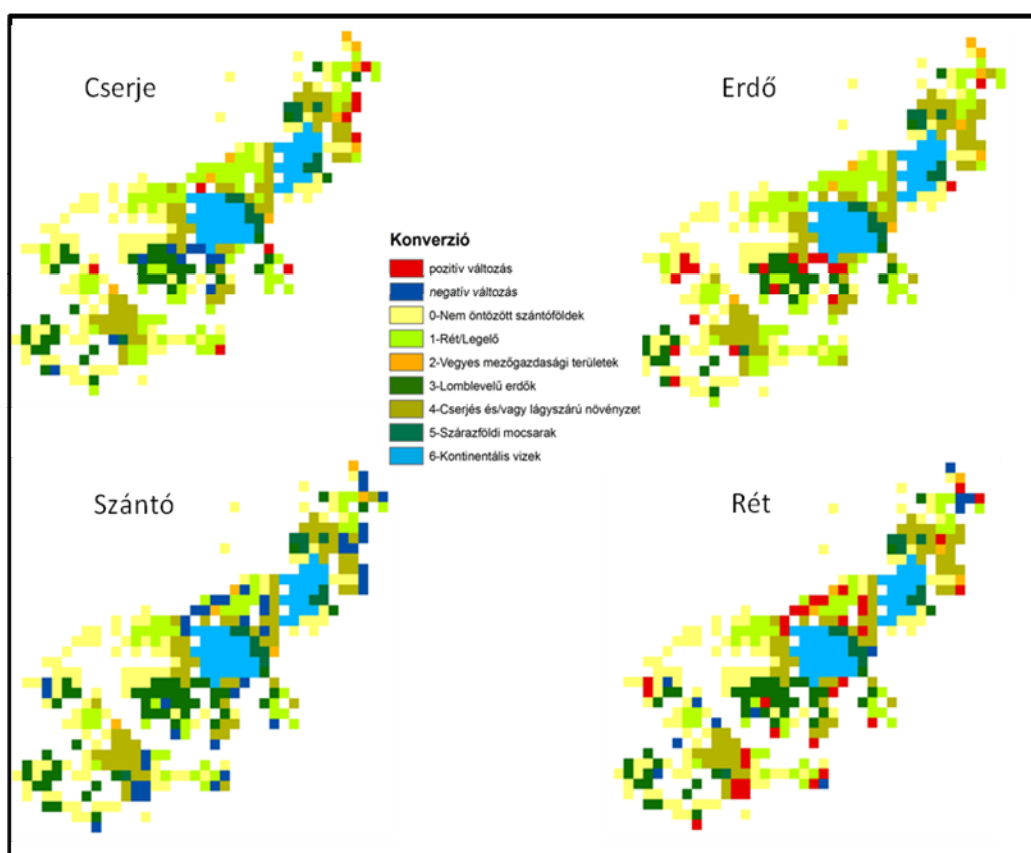 Cserje
Erdő
Konverzió
pozitív változás
negatív változás
0-Nem öntözött szántóföldek
1-Rét/Legelő
2-Vegyes mezőgazdasági területek
3-Lomblevelű erdők
4-Cserjés és/vagy lágyszárú növényzet
5-Szárazföldi mocsarak
6-Kontinentális vizek
Szántó
Rét